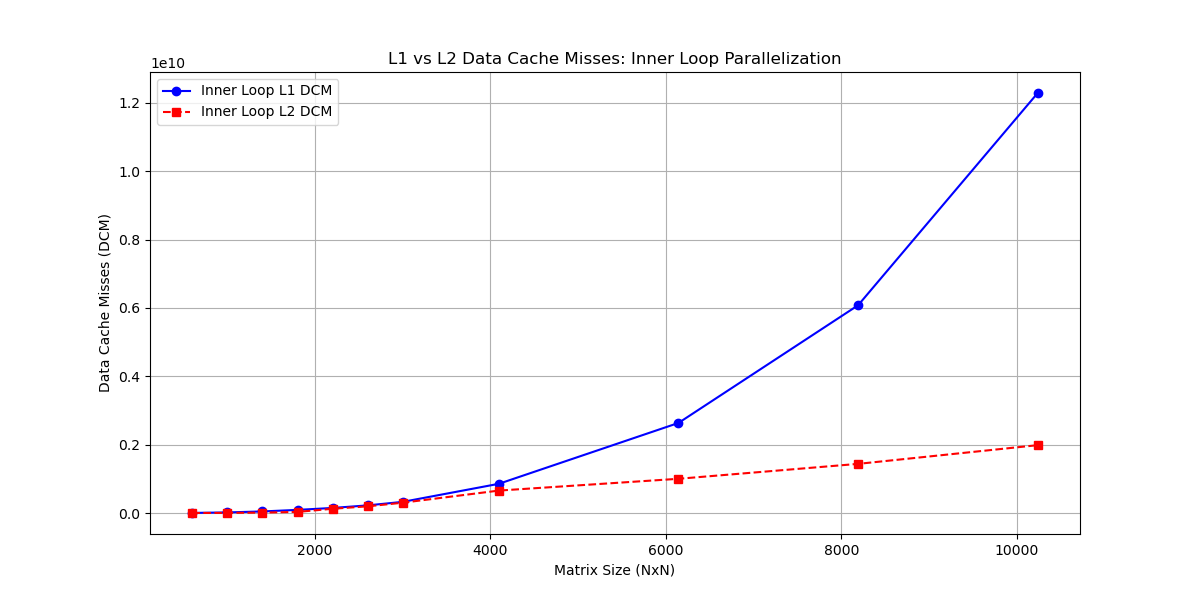 L1 vs L2 Data Cache Misses: Inner Loop Parallelization
1e10
Inner Loop L1 DCM
Inner Loop L2 DCM
Data Cache Misses (DCM)
1.2
1.0
0.8
0.6
0.4
0.2
0.0
2000 4000 6000 8000 10000
Matrix Size (NxN)